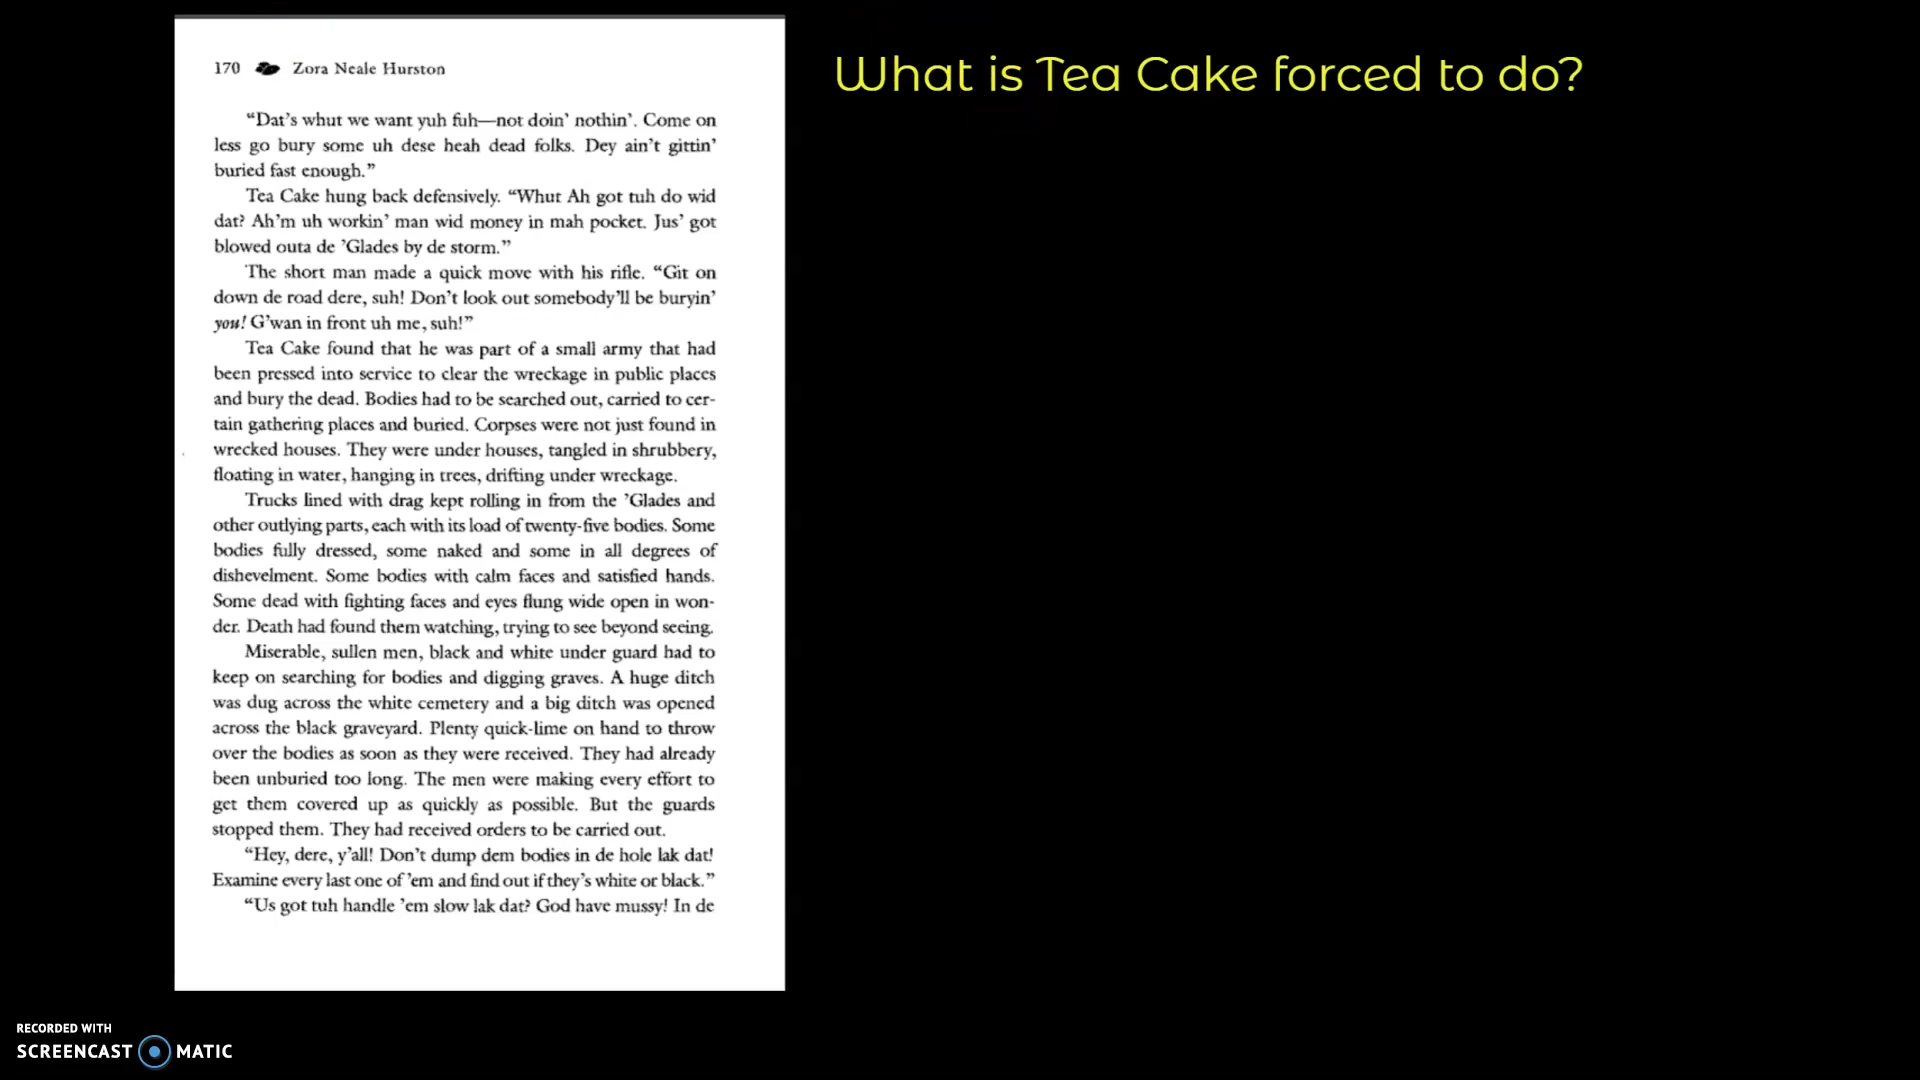 170 Zora Neale Hurston
“Dat’s whut we want yuh fuh—not doin’ nothin’. Come on
less go bury some uh dese heah dead folks. Dey ain’t gittin’
buried fast enough.”
Tea Cake hung back defensively. “Whut Ah got tuh do wid
dat? Ah’m uh workin’ man wid money in mah pocket. Jus’ got
blowed outa de ’Glades by de storm.”
The short man made a quick move with his rifle. “Git on
down de road dere, suh! Don’t look out somebody’ll be buryin’
you! G’wan in front uh me, suh!”
Tea Cake found that he was part of a small army that had
been pressed into service to clear the wreckage in public places
and bury the dead. Bodies had to be searched out, carried to cer-
tain gathering places and buried. Corpses were not just found in
wrecked houses. They were under houses, tangled in shrubbery,
floating in water, hanging in trees, drifting under wreckage.
Trucks lined with drag kept rolling in from the ’Glades and
other outlying parts, each with its load of twenty-five bodies. Some
bodies fully dressed, some naked and some in all degrees of
dishevelment. Some bodies with calm faces and satisfied hands.
Some dead with fighting faces and eyes flung wide open in won-
der. Death had found them watching, trying to see beyond seeing.
Miserable, sullen men, black and white under guard had to
keep on searching for bodies and digging graves. A huge ditch
was dug across the white cemetery and a big ditch was opened
across the black graveyard. Plenty quick-lime on hand to throw
over the bodies as soon as they were received. They had already
been unburied too long. The men were making every effort to
get them covered up as quickly as possible. But the guards
stopped them. They had received orders to be carried out.
“Hey, dere, y’all! Don’t dump dem bodies in de hole lak dat!
Examine every last one of ’em and find out if they’s white or black.”
“Us got tuh handle ’em slow lak dat? God have mussy! In de
What is Tea Cake forced to do?
RECORDED WITH
SCREENCAST MATIC